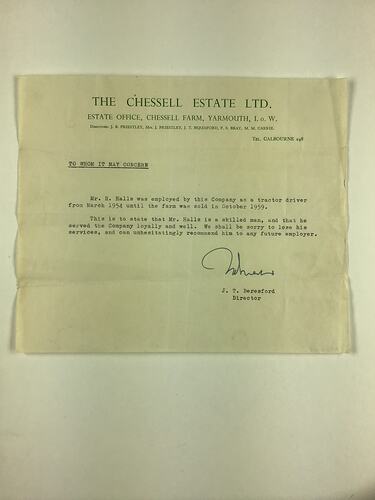 THE CHESSELL ESTATE LTD.
ESTATE OFFICE, CHESSELL FARM, YARMOUTH, I. o. W.
Directors: J. B. PRIESTLEY, Mrs. J. PRIESTLEY, J. T. BERESFORD, P. S. BRAY, M. M. CARRIE.
TEL. CALBOURNE 248
TO WHOM IT MAY CONCERN
Mr. H. Halls was employed by this Company as a tractor driver
from March 1954 until the farm was sold in October 1959.
This is to state that Mr. Halls is a skilled man, and that he
served the Company loyally and well. We shall be sorry to lose his
services, and can unhesitatingly recommend him to any future employer.
J. T. Beresford
Director